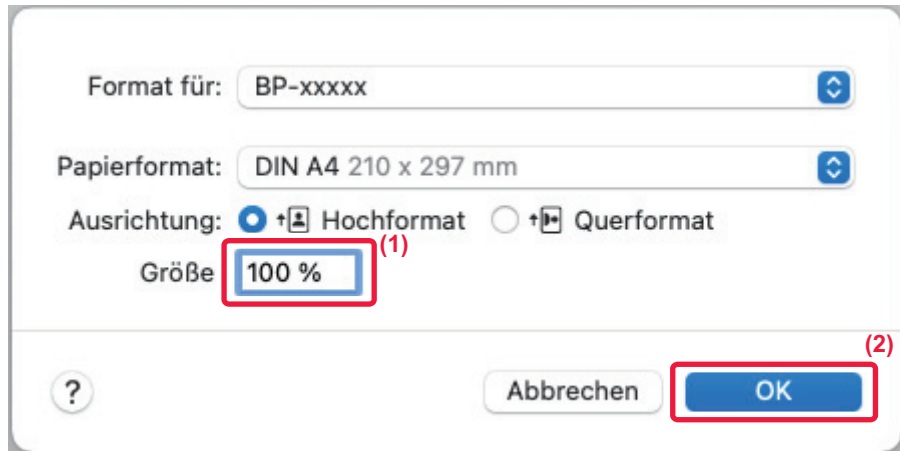 Format für: BP-xxxxx
Papierformat: DIN A4 210 x 297 mm
Ausrichtung: Hochformat Querformat
(1)
Größe 100 %
(2)
? Abbrechen OK